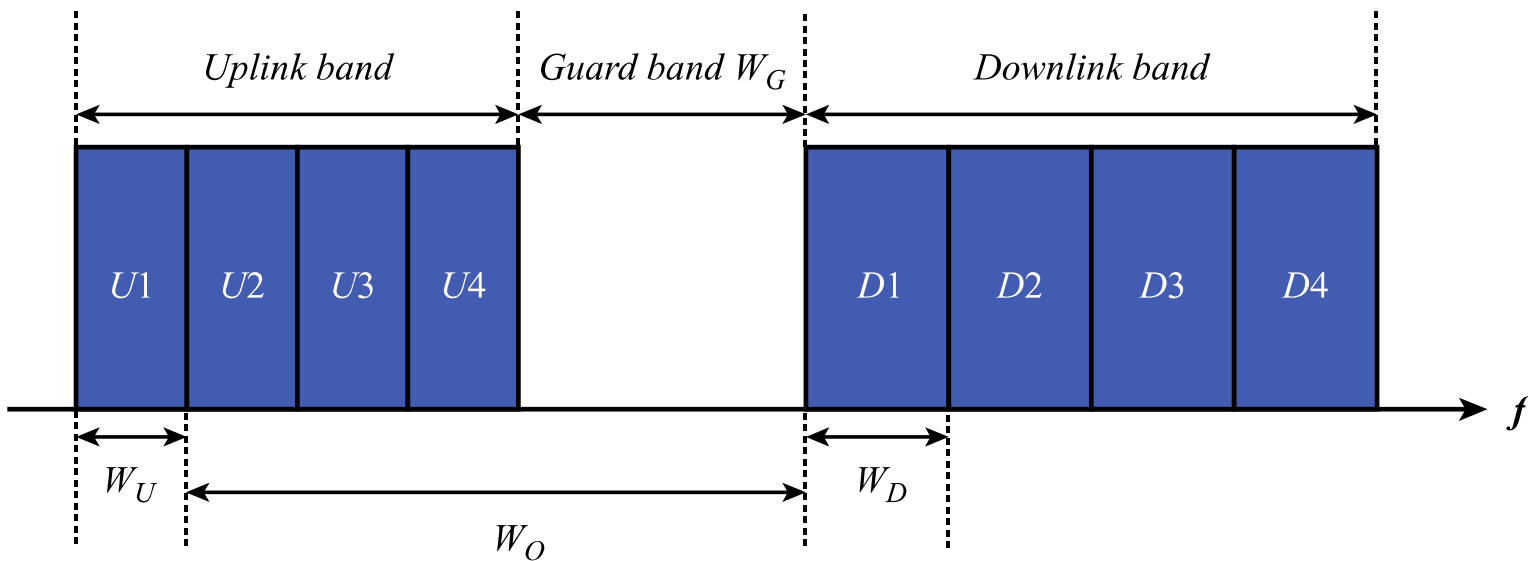 Uplink band Guard band W_G Downlink band
U1 U2 U3 U4 D1 D2 D3 D4
f
W_U W_D
W_O